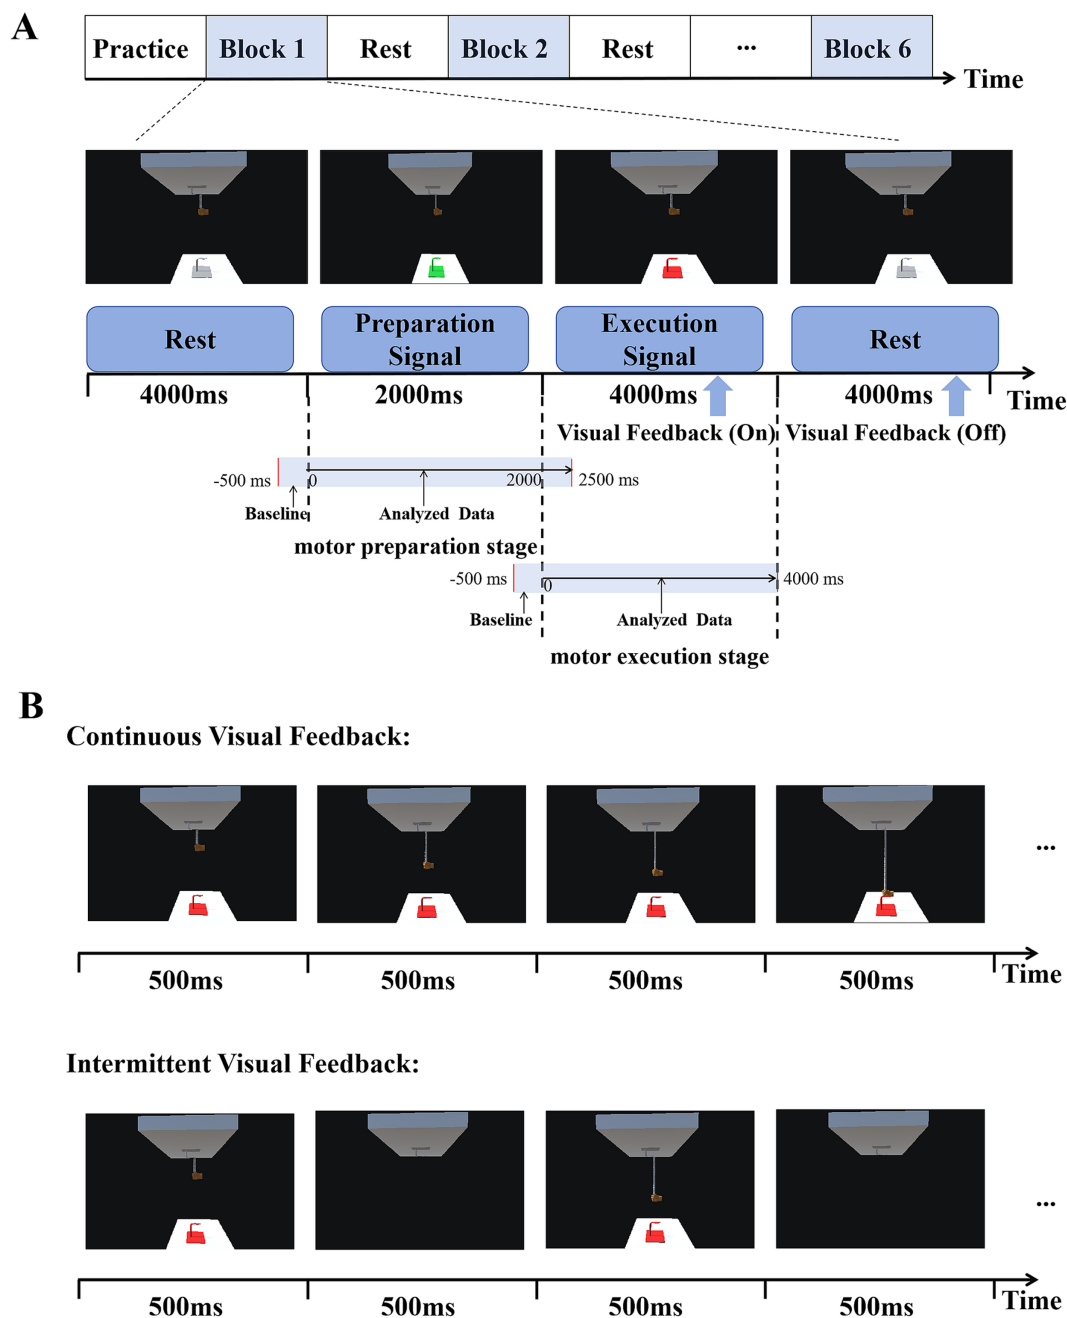 A
Practice Block 1 Rest Block 2 Rest ... Block 6
Time
Rest
Preparation Signal
Execution Signal
Rest
4000ms 2000ms 4000ms 4000ms
Time
Visual Feedback (On) Visual Feedback (Off)
-500 ms 0 2000 2500 ms
Baseline Analyzed Data
motor preparation stage
-500 ms 0 4000 ms
Baseline Analyzed Data
motor execution stage
B
Continuous Visual Feedback:
...
500ms 500ms 500ms 500ms Time
Intermittent Visual Feedback:
...
500ms 500ms 500ms 500ms Time